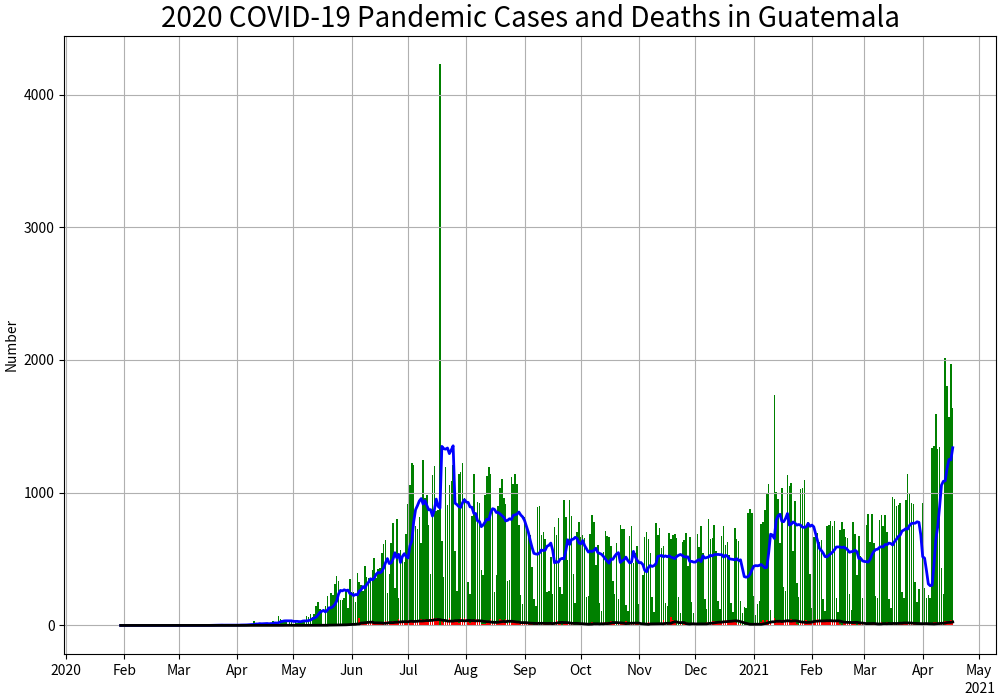 2020 COVID-19 Pandemic Cases and Deaths in Guatemala
Number
4000
3000
2000
1000
0
2020 Feb Mar Apr May Jun Jul Aug Sep Oct Nov Dec 2021 Feb Mar Apr May
2021